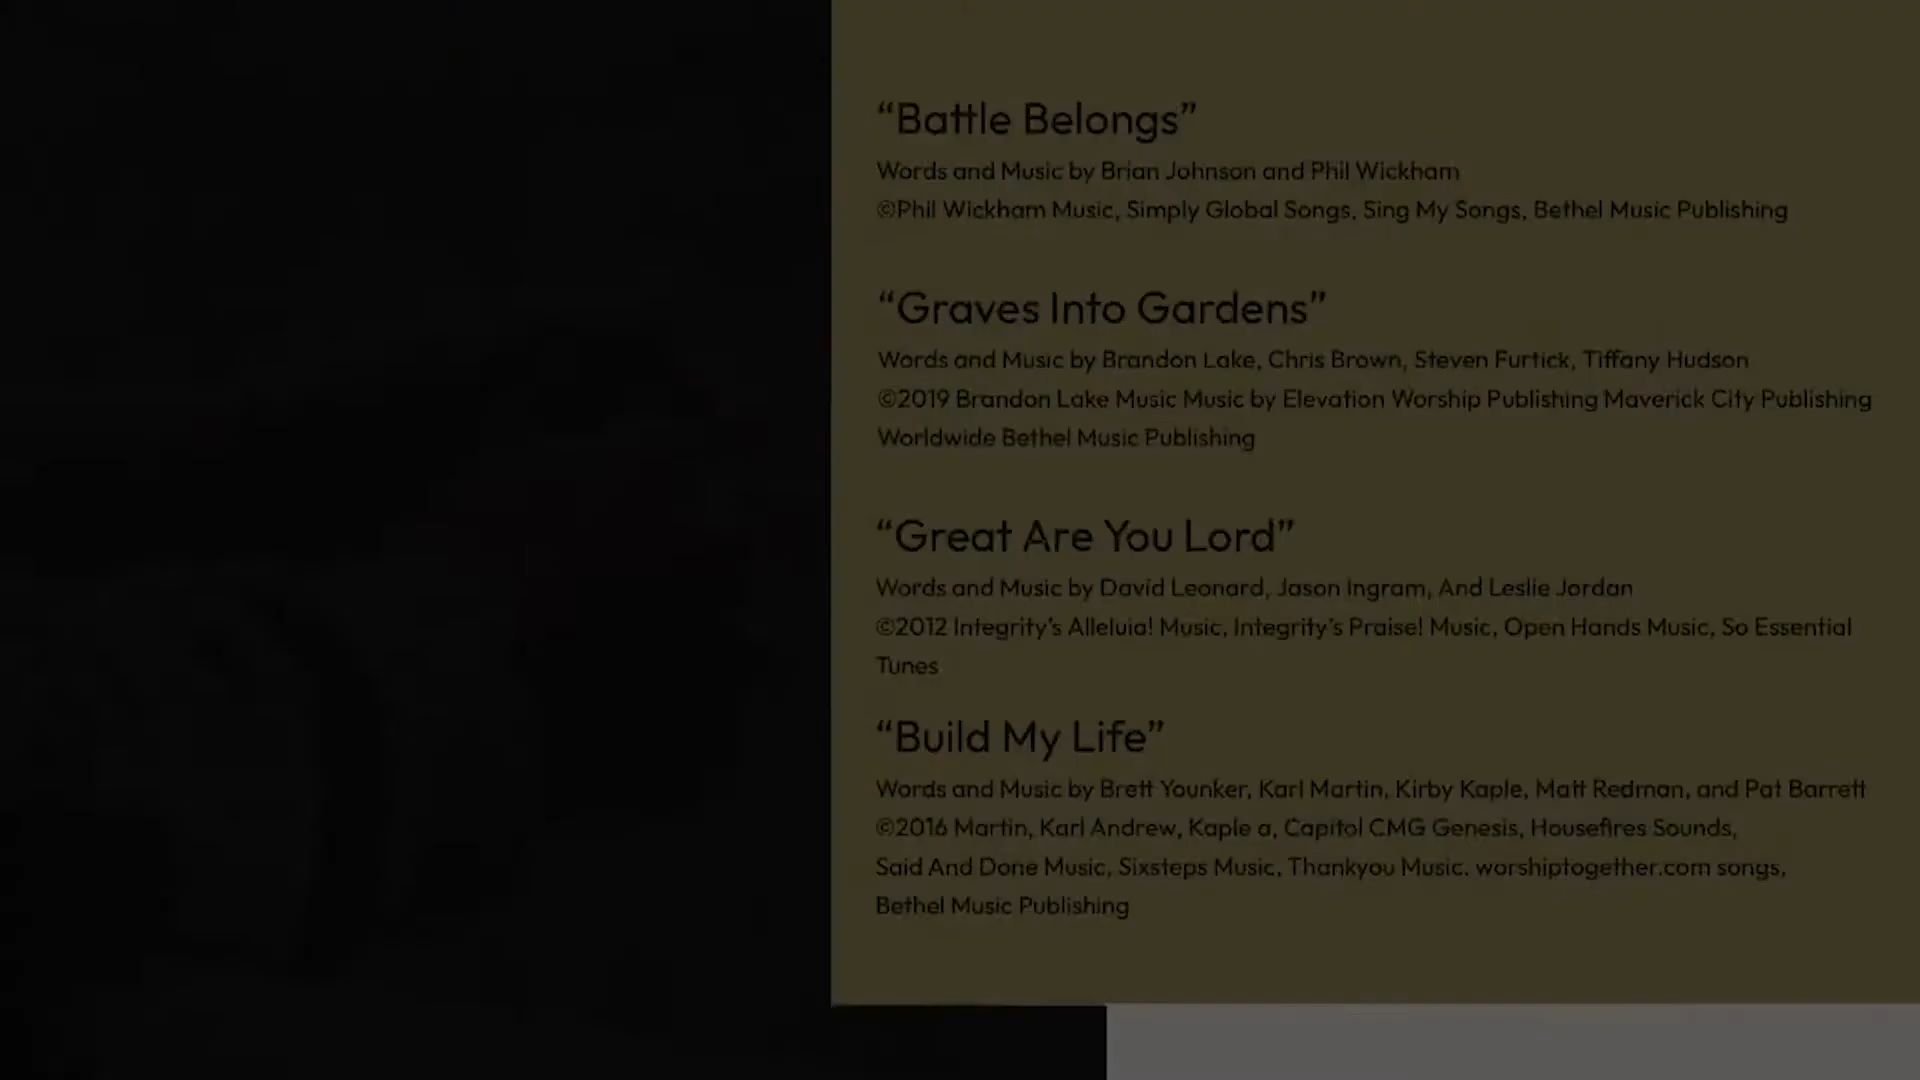 “Battle Belongs”
Words and Music by Brian Johnson and Phil Wickham
©Phil Wickham Music, Simply Global Songs, Sing My Songs, Bethel Music Publishing
“Graves Into Gardens”
Words and Music by Brandon Lake, Chris Brown, Steven Furtick, Tiffany Hudson
©2019 Brandon Lake Music Music by Elevation Worship Publishing Maverick City Publishing
Worldwide Bethel Music Publishing
“Great Are You Lord”
Words and Music by David Leonard, Jason Ingram, And Leslie Jordan
©2012 Integrity’s Alleluia! Music, Integrity’s Praise! Music, Open Hands Music, So Essential
Tunes
“Build My Life”
Words and Music by Brett Younker, Karl Martin, Kirby Kaple, Matt Redman, and Pat Barrett
©2016 Martin, Karl Andrew, Kaple a, Capitol CMG Genesis, Housefires Sounds,
Said And Done Music, Sixsteps Music, Thankyou Music. worshiptogether.com songs,
Bethel Music Publishing